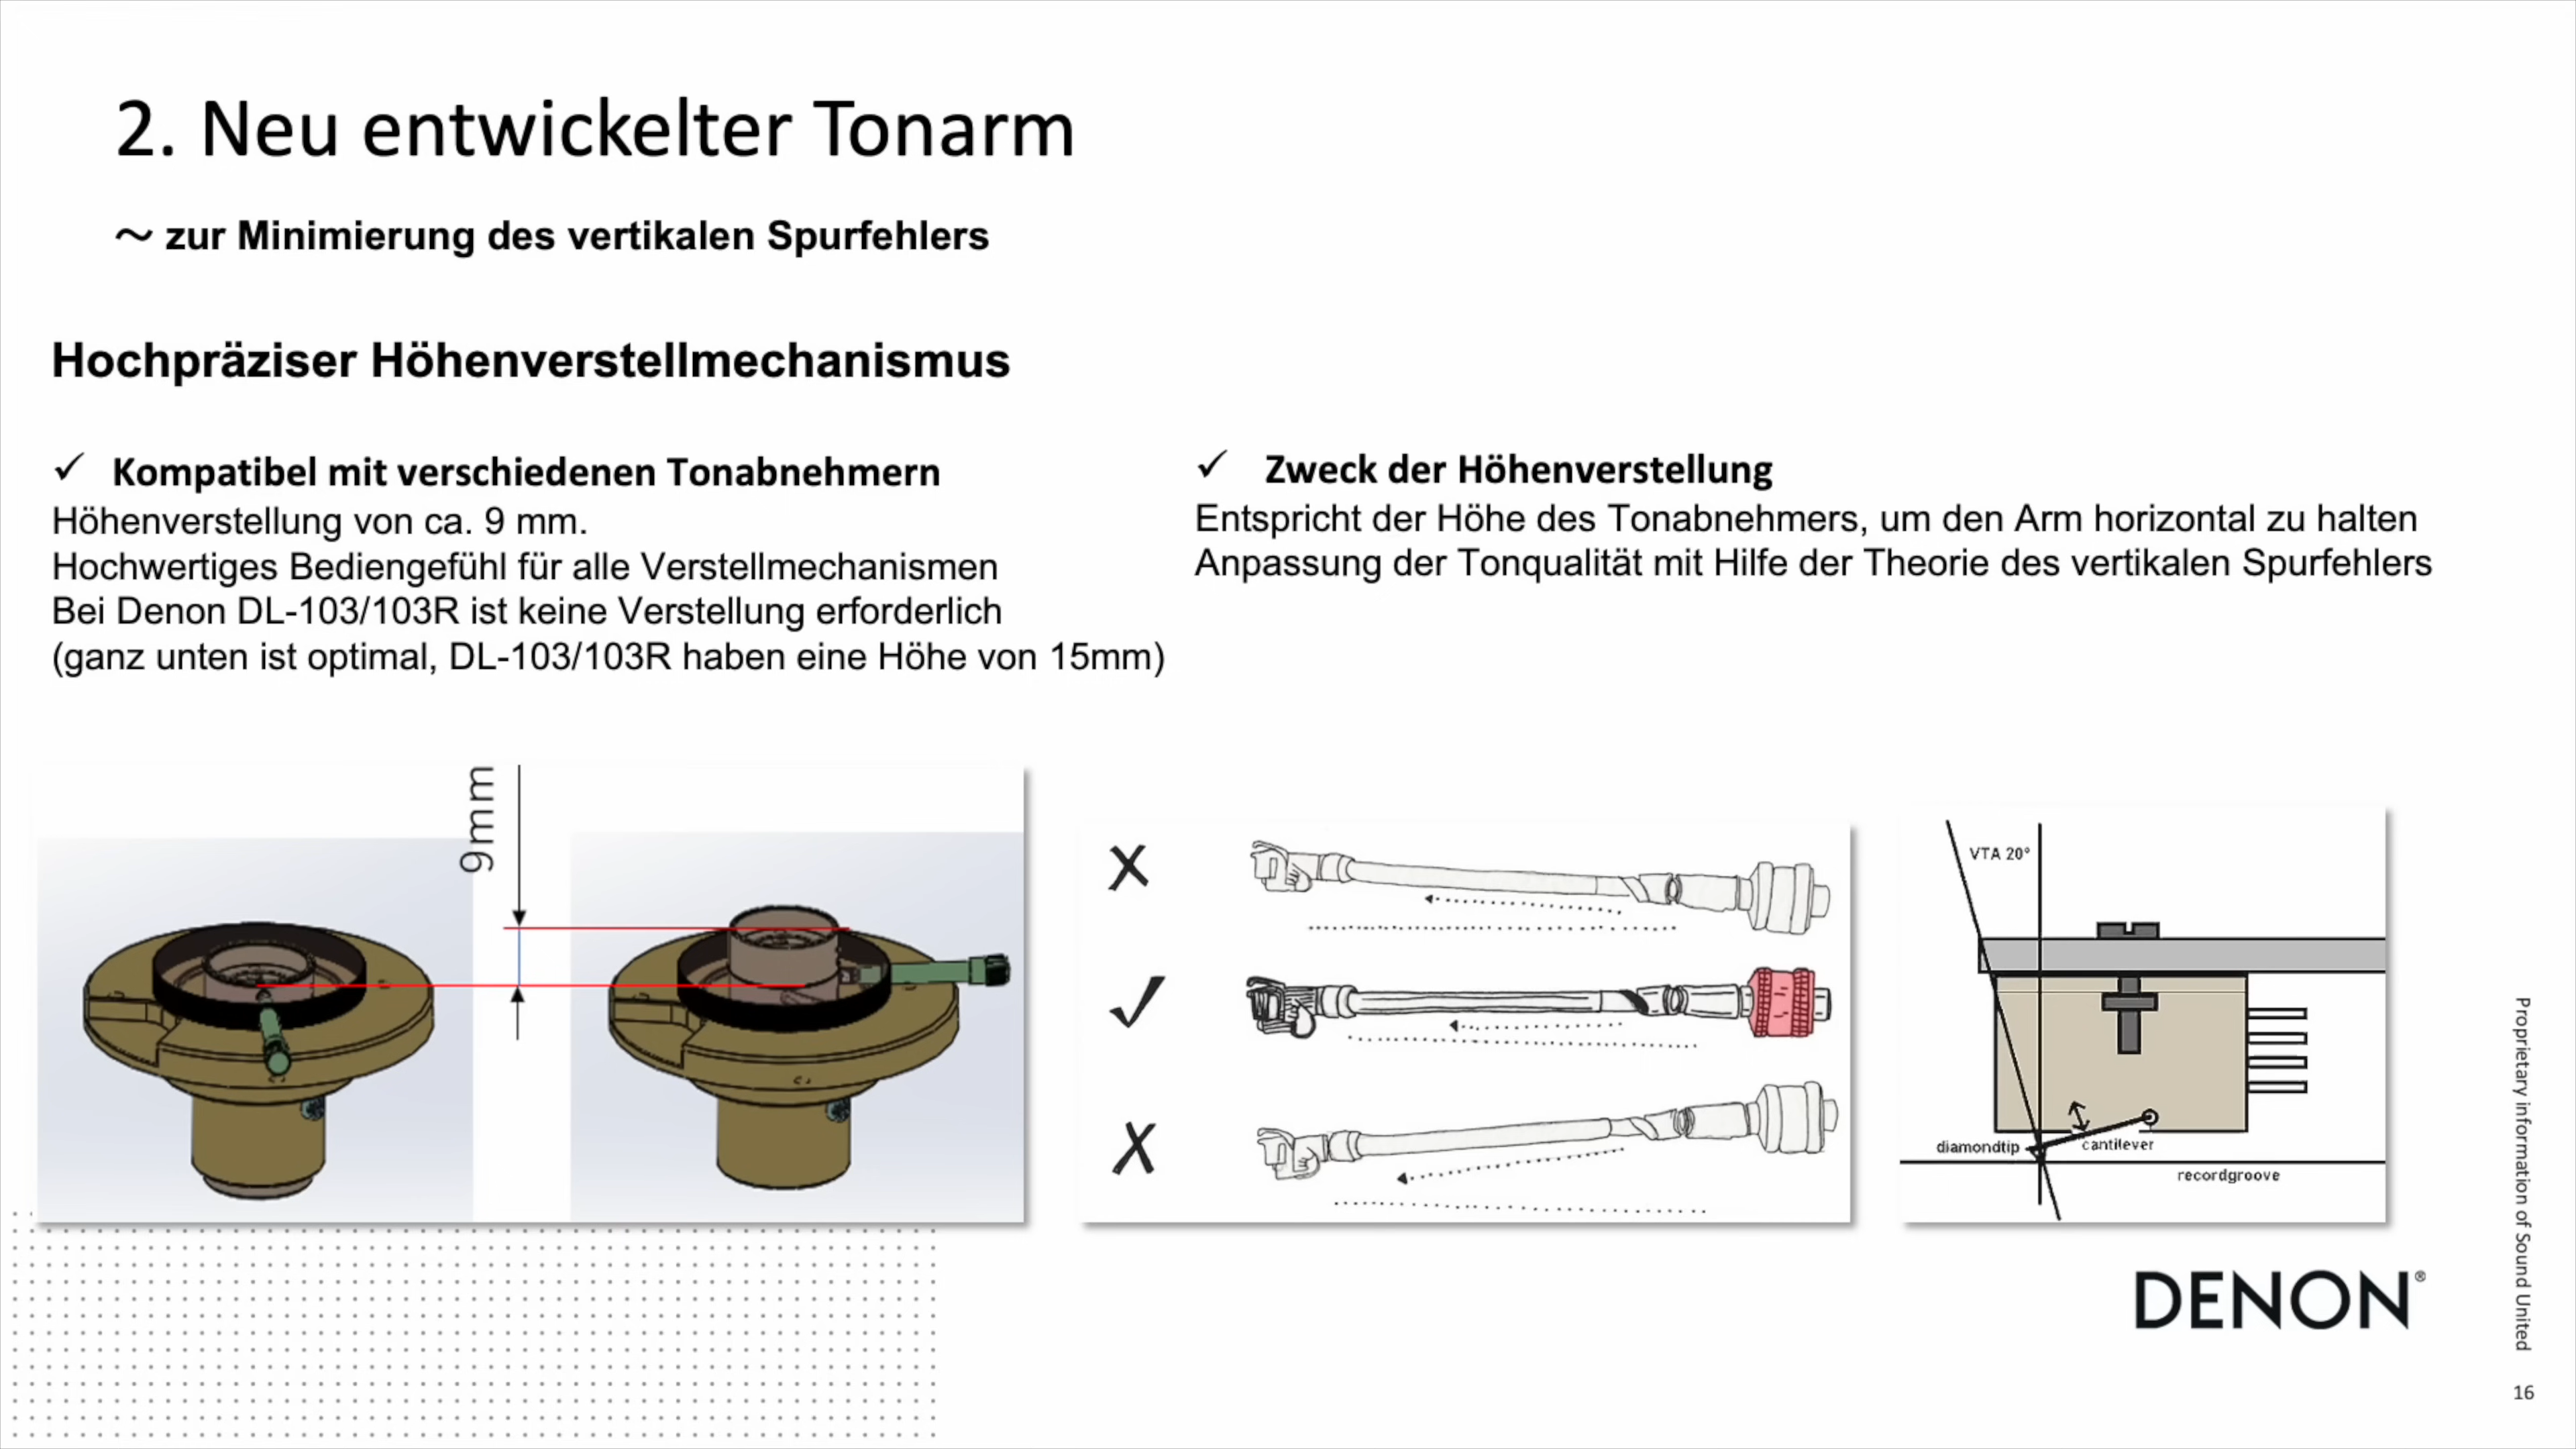 2. Neu entwickelter Tonarm
～ zur Minimierung des vertikalen Spurfehlers
Hochpräziser Höhenverstellmechanismus
✓ Kompatibel mit verschiedenen Tonabnehmern
Höhenverstellung von ca. 9 mm.
Hochwertiges Bediengefühl für alle Verstellmechanismen
Bei Denon DL-103/103R ist keine Verstellung erforderlich
(ganz unten ist optimal, DL-103/103R haben eine Höhe von 15mm)
✓ Zweck der Höhenverstellung
Entspricht der Höhe des Tonabnehmers, um den Arm horizontal zu halten
Anpassung der Tonqualität mit Hilfe der Theorie des vertikalen Spurfehlers
9mm
VTA 20°
diamondtip
cantilever
recordgroove
DENON®
Proprietary information of Sound United
16